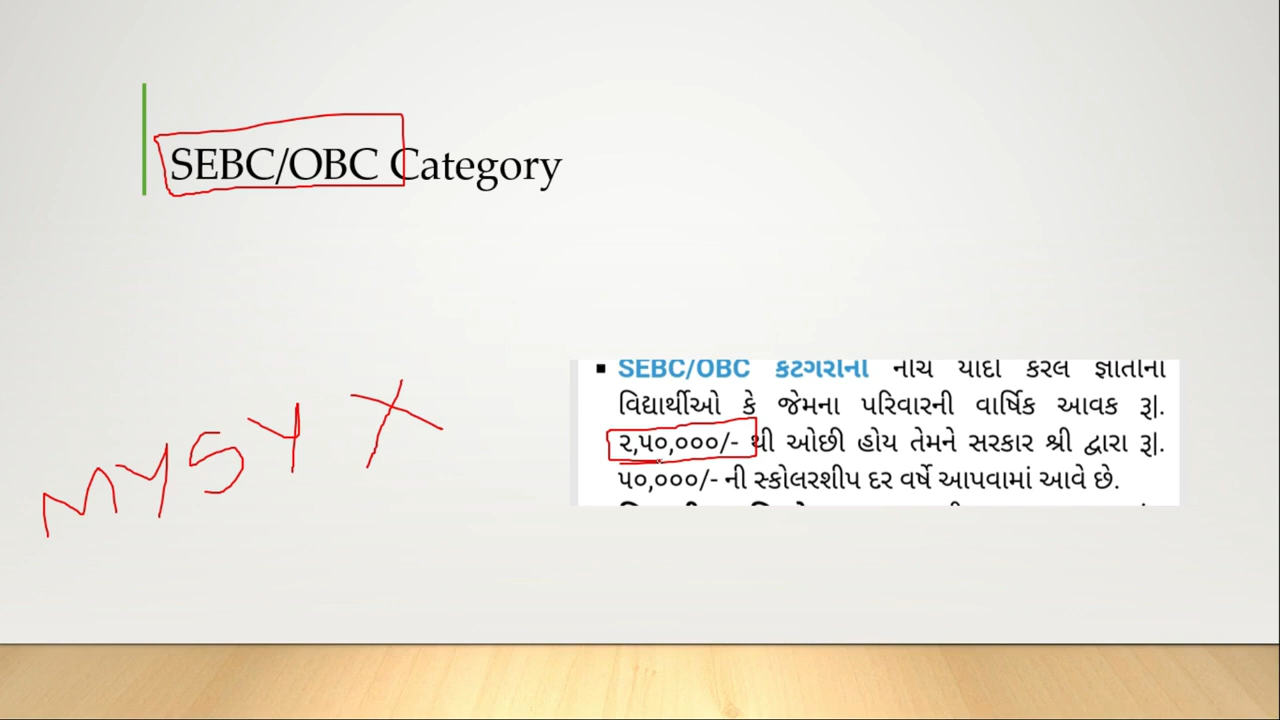 SEBC/OBC Category
MYSY X
▪ SEBC/OBC કેટેગરીની નીચે યાદી કરેલ જ્ઞાતીના
વિદ્યાર્થીઓ કે જેમના પરિવારની વાર્ષિક આવક રૂ|.
૨,૫૦,૦૦૦/- થી ઓછી હોય તેમને સરકાર શ્રી દ્વારા રૂ|.
૫૦,૦૦૦/- ની સ્કોલરશીપ દર વર્ષે આપવામાં આવે છે.